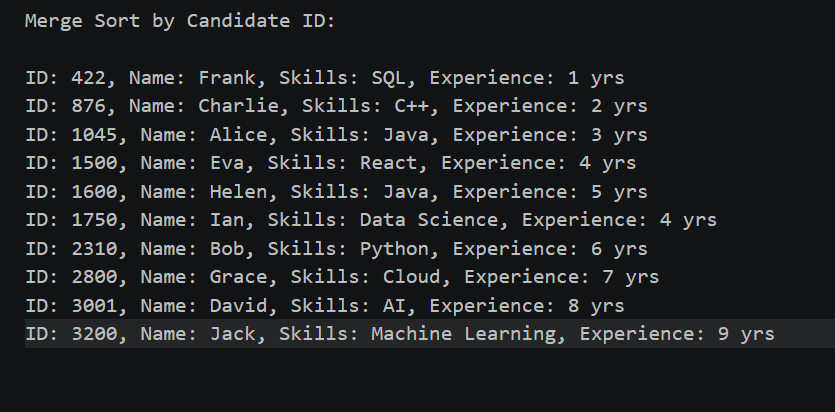 Merge Sort by Candidate ID:
ID: 422, Name: Frank, Skills: SQL, Experience: 1 yrs
ID: 876, Name: Charlie, Skills: C++, Experience: 2 yrs
ID: 1045, Name: Alice, Skills: Java, Experience: 3 yrs
ID: 1500, Name: Eva, Skills: React, Experience: 4 yrs
ID: 1600, Name: Helen, Skills: Java, Experience: 5 yrs
ID: 1750, Name: Ian, Skills: Data Science, Experience: 4 yrs
ID: 2310, Name: Bob, Skills: Python, Experience: 6 yrs
ID: 2800, Name: Grace, Skills: Cloud, Experience: 7 yrs
ID: 3001, Name: David, Skills: AI, Experience: 8 yrs
ID: 3200, Name: Jack, Skills: Machine Learning, Experience: 9 yrs